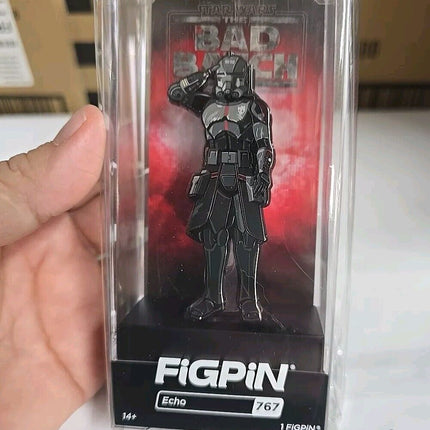 STAR WARS
THE
BAD
BATCH
FiGPiN®
Echo 767
14+
1 FiGPiN®